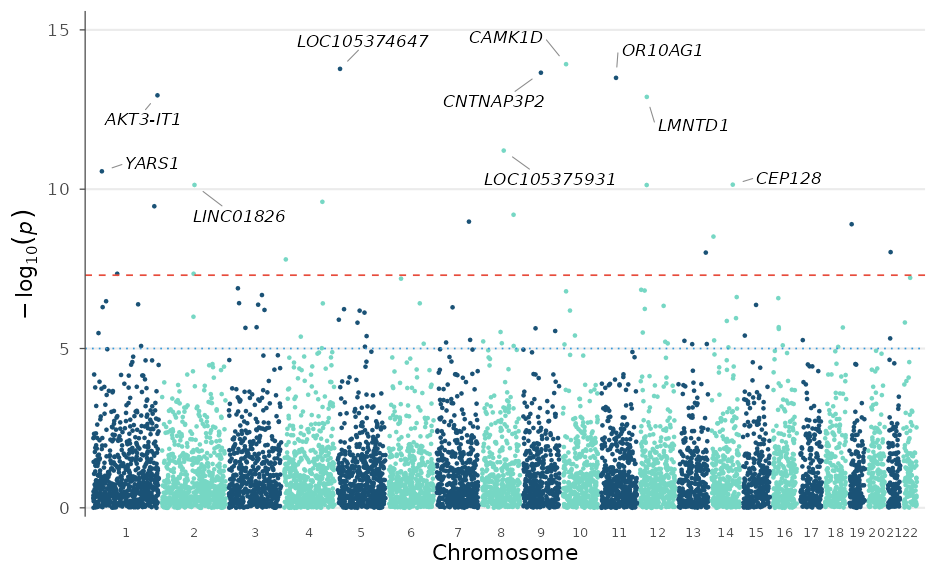 15
LOC105374647
CAMK1D
OR10AG1
CNTNAP3P2
AKT3-IT1
LMNTD1
YARS1
LOC105375931
CEP128
10
LINC01826
− log10(p)
5
0
1 2 3 4 5 6 7 8 9 10 11 12 13 14 15 16 17 18 19 20 21 22
Chromosome